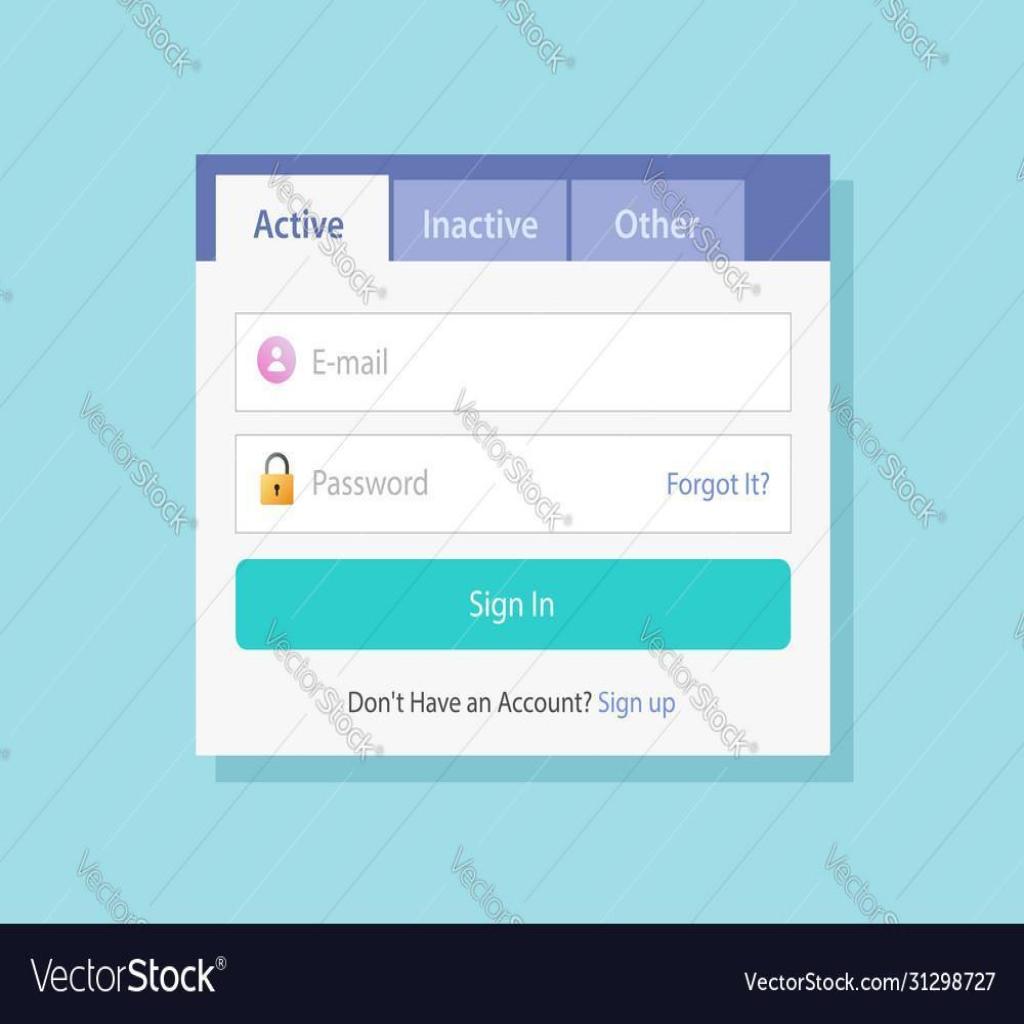 Active Inactive Other
E-mail
Password Forgot It?
Sign In
Don't Have an Account? Sign up
VectorStock®
VectorStock.com/31298727